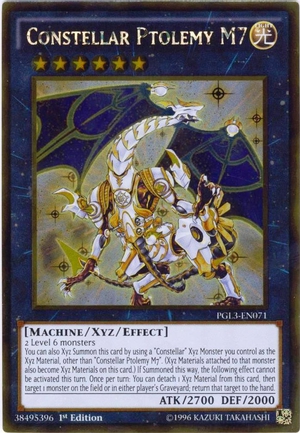 CONSTELLAR PTOLEMY M7
LIGHT
光
PGL3-EN071
[MACHINE/XYZ/EFFECT]
2 Level 6 monsters
You can also Xyz Summon this card by using a "Constellar" Xyz Monster you control as the
Xyz Material, other than "Constellar Ptolemy M7". (Xyz Materials attached to that monster
also become Xyz Materials on this card.) If Summoned this way, the following effect cannot
be activated this turn. Once per turn: You can detach 1 Xyz Material from this card, then
target 1 monster on the field or in either player's Graveyard; return that target to the hand.
ATK/2700 DEF/2000
38495396 1st Edition ©1996 KAZUKI TAKAHASHI